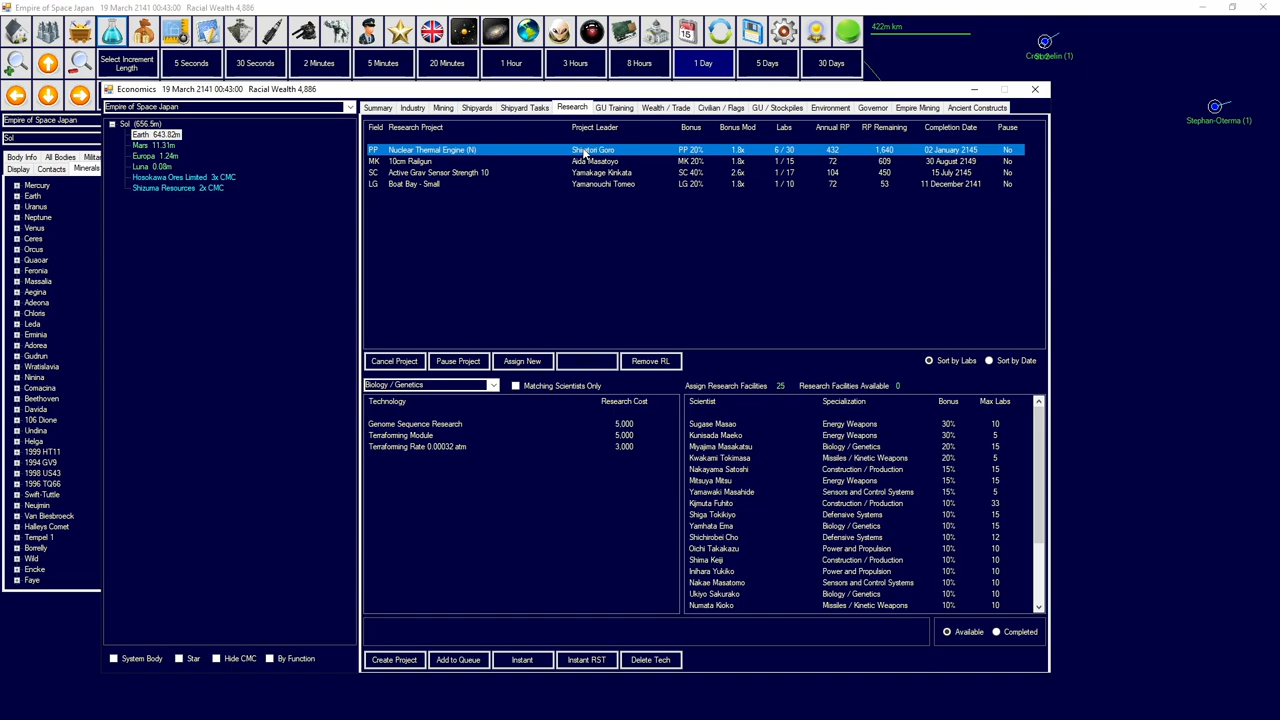 Empire of Space Japan 19 March 2141 00:43:00 Racial Wealth 4,886
422m km
Select Increment Length
5 Seconds 30 Seconds 2 Minutes 5 Minutes 20 Minutes 1 Hour 3 Hours 8 Hours 1 Day 5 Days 30 Days
Stephan-Oterma (1)
Economics 19 March 2141 00:43:00 Racial Wealth 4,886
Empire of Space Japan
Sol
Body Info All Bodies
Display Contacts Minerals
Mercury
Earth
Uranus
Neptune
Venus
Ceres
Orcus
Quaoar
Feronia
Massalia
Aegina
Adeona
Chloris
Leda
Erminia
Adorea
Gudrun
Wratislavia
Ninina
Comacina
Beethoven
Davida
106 Dione
Undina
Helga
1999 HT11
1994 GV9
1998 US43
1996 TQ66
Swift-Tuttle
Neujmin
Van Biesbroeck
Halleys Comet
Tempel 1
Borrelly
Wild
Encke
Faye
Empire of Space Japan
Sol (656.5m)
Earth 643.82m
Mars 11.31m
Europa 1.24m
Luna 0.08m
Hosokawa Ores Limited 3x CMC
Shizuma Resources 2x CMC
System Body Star Hide CMC By Function
Summary Industry Mining Shipyards Shipyard Tasks Research GU Training Wealth / Trade Civilian / Flags GU / Stockpiles Environment Governor Empire Mining Ancient Constructs
Field Research Project Project Leader Bonus Bonus Mod Labs Annual RP RP Remaining Completion Date Pause
PP Nuclear Thermal Engine (N) Goro PP 20% 1.8x 6 / 30 432 1,640 02 January 2145 No
MK 10cm Railgun Aida Masatoyo MK 20% 1.8x 1 / 15 72 609 30 August 2149 No
SC Active Grav Sensor Strength 10 Yamakage Kinkata SC 40% 2.6x 1 / 17 104 450 15 July 2145 No
LG Boat Bay - Small Yamanouchi Tomeo LG 20% 1.8x 1 / 10 72 53 11 December 2141 No
Cancel Project Pause Project Assign New Remove RL Sort by Labs Sort by Date
Biology / Genetics Matching Scientists Only Assign Research Facilities 25 Research Facilities Available 0
Technology Research Cost
Genome Sequence Research 5,000
Terraforming Module 5,000
Terraforming Rate 0.00032 atm 3,000
Scientist Specialization Bonus Max Labs
Sugase Masao Energy Weapons 30% 10
Kunisada Maeko Energy Weapons 30% 5
Miyajima Masakatsu Biology / Genetics 20% 15
Kwakami Tokimasa Missiles / Kinetic Weapons 20% 5
Nakayama Satoshi Construction / Production 15% 15
Mitsuya Mitsu Energy Weapons 15% 15
Yamawaki Masahide Sensors and Control Systems 15% 5
Kijmuta Fuhito Construction / Production 10% 33
Shiga Tokikiyo Defensive Systems 10% 15
Yamhata Ema Biology / Genetics 10% 15
Shichirobei Cho Defensive Systems 10% 12
Oichi Takakazu Power and Propulsion 10% 10
Shima Keiji Construction / Production 10% 10
Inihara Yukiko Power and Propulsion 10% 10
Nakae Masatomo Sensors and Control Systems 10% 10
Ukiyo Sakurako Biology / Genetics 10% 10
Numata Kioko Missiles / Kinetic Weapons 10% 10
Available Completed
Create Project Add to Queue Instant Instant RST Delete Tech